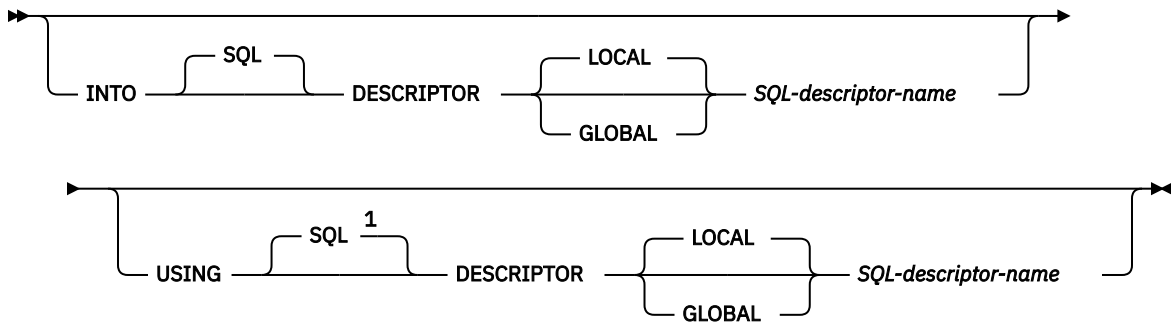 SQL LOCAL
INTO DESCRIPTOR SQL-descriptor-name
GLOBAL
SQL 1 LOCAL
USING DESCRIPTOR SQL-descriptor-name
GLOBAL